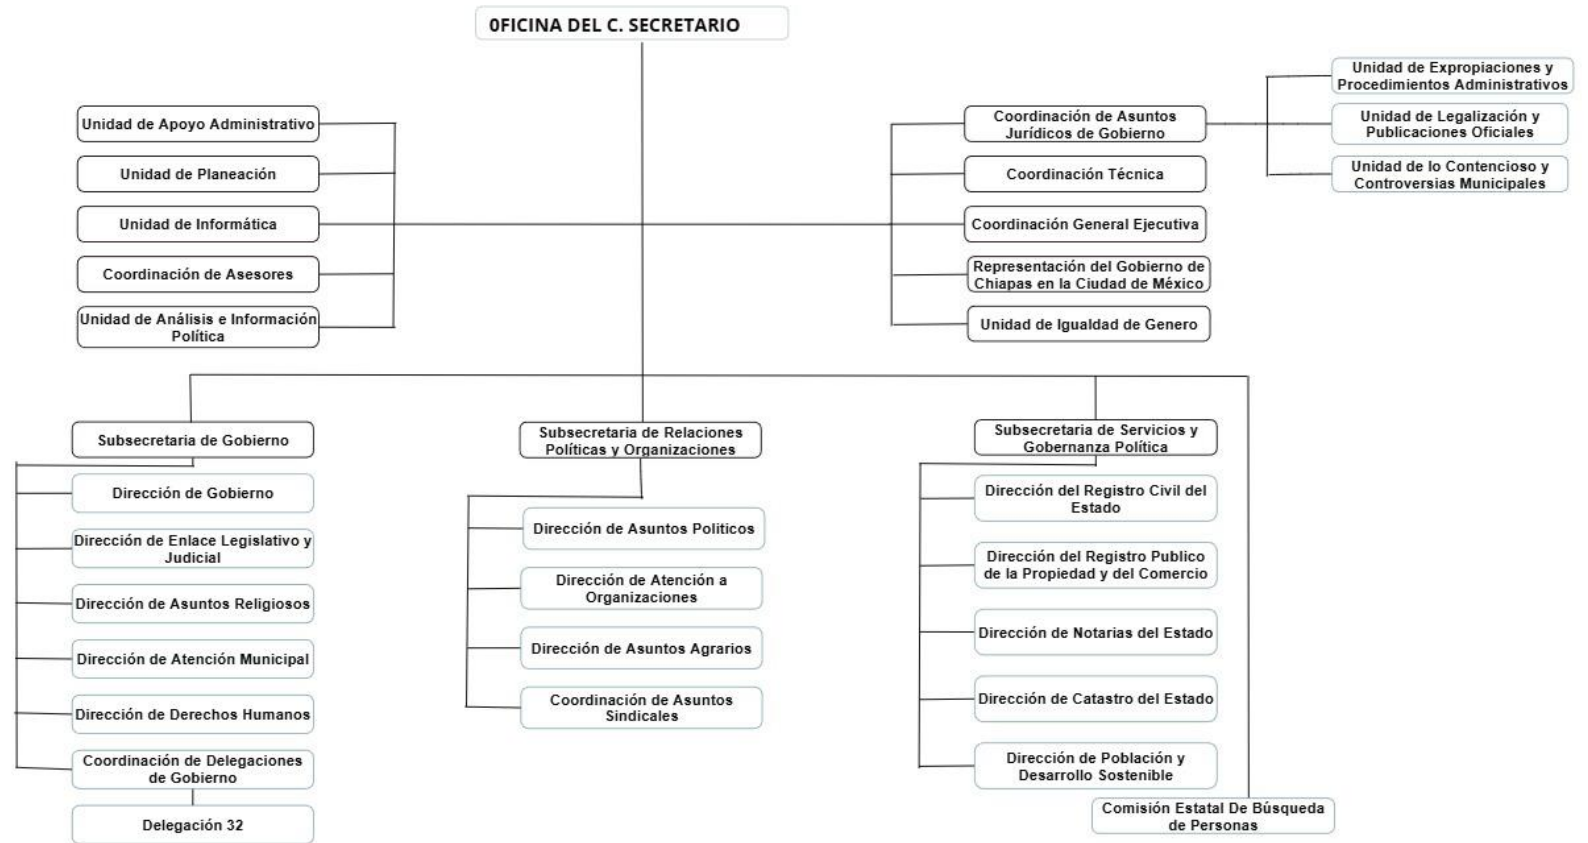 0FICINA DEL C. SECRETARIO
Unidad de Apoyo Administrativo
Unidad de Planeación
Unidad de Informática
Coordinación de Asesores
Unidad de Análisis e Información
Política
Coordinación de Asuntos
Jurídicos de Gobierno
Coordinación Técnica
Coordinación General Ejecutiva
Representación del Gobierno de
Chiapas en la Ciudad de México
Unidad de Igualdad de Genero
Unidad de Expropiaciones y
Procedimientos Administrativos
Unidad de Legalización y
Publicaciones Oficiales
Unidad de lo Contencioso y
Controversias Municipales
Subsecretaria de Gobierno
Dirección de Gobierno
Dirección de Enlace Legislativo y
Judicial
Dirección de Asuntos Religiosos
Dirección de Atención Municipal
Dirección de Derechos Humanos
Coordinación de Delegaciones
de Gobierno
Delegación 32
Subsecretaria de Relaciones
Políticas y Organizaciones
Dirección de Asuntos Politicos
Dirección de Atención a
Organizaciones
Dirección de Asuntos Agrarios
Coordinación de Asuntos
Sindicales
Subsecretaria de Servicios y
Gobernanza Política
Dirección del Registro Civil del
Estado
Dirección del Registro Publico
de la Propiedad y del Comercio
Dirección de Notarias del Estado
Dirección de Catastro del Estado
Dirección de Población y
Desarrollo Sostenible
Comisión Estatal De Búsqueda
de Personas